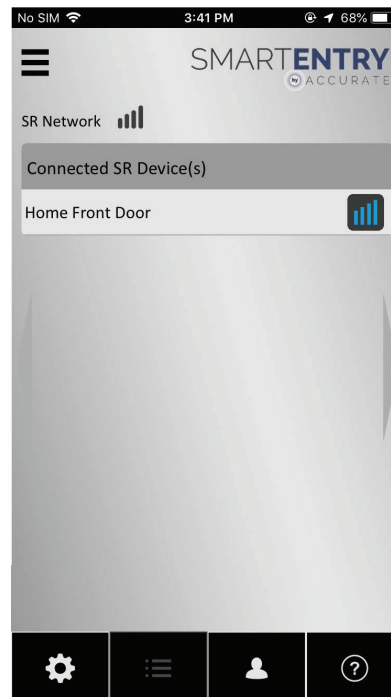 No SIM 3:41 PM 68%
SMARTENTRY
by ACCURATE
SR Network
Connected SR Device(s)
Home Front Door
?